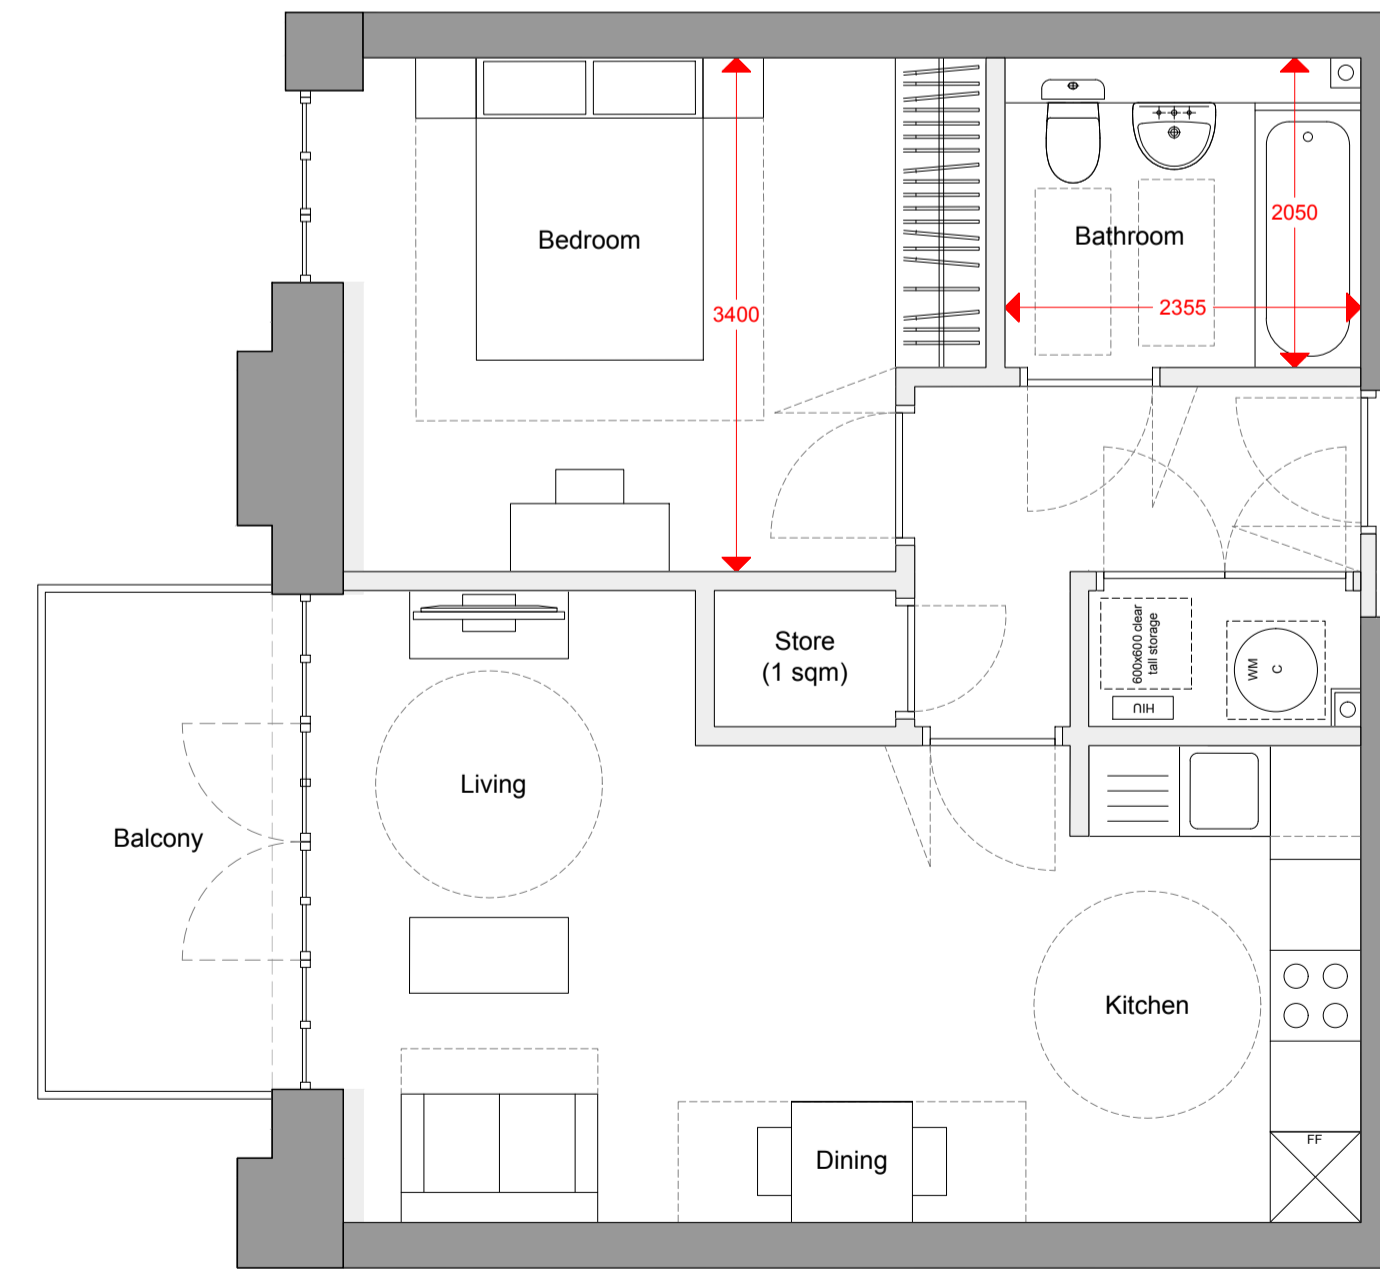 Bedroom
3400
Bathroom
2050
2355
Store
(1 sqm)
600x600 clear
tall storage
HIU
WM
C
Living
Balcony
Kitchen
Dining
FF